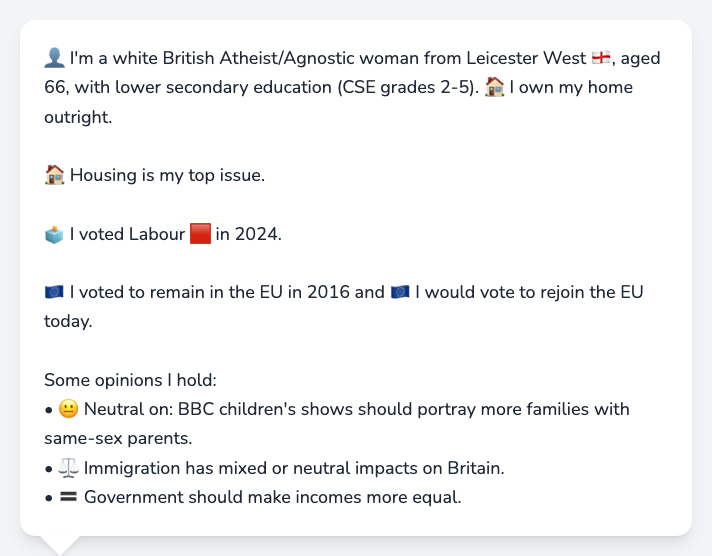 👤 I'm a white British Atheist/Agnostic woman from Leicester West 🏴󠁧󠁢󠁥󠁮󠁧󠁿, aged
66, with lower secondary education (CSE grades 2-5). 🏠 I own my home
outright.
🏠 Housing is my top issue.
🗳️ I voted Labour 🟥 in 2024.
🇪🇺 I voted to remain in the EU in 2016 and 🇪🇺 I would vote to rejoin the EU
today.
Some opinions I hold:
• 😐 Neutral on: BBC children's shows should portray more families with
same-sex parents.
• ⚖️ Immigration has mixed or neutral impacts on Britain.
• 🟰 Government should make incomes more equal.